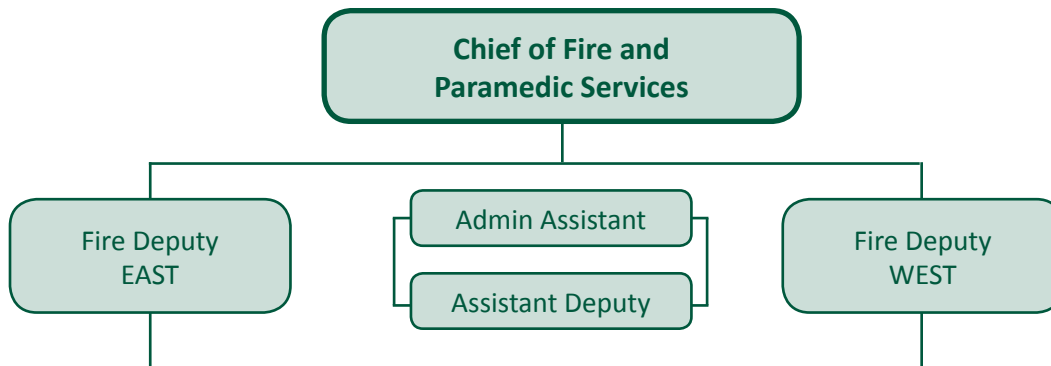 Chief of Fire and
Paramedic Services
Fire Deputy
EAST
Admin Assistant
Assistant Deputy
Fire Deputy
WEST